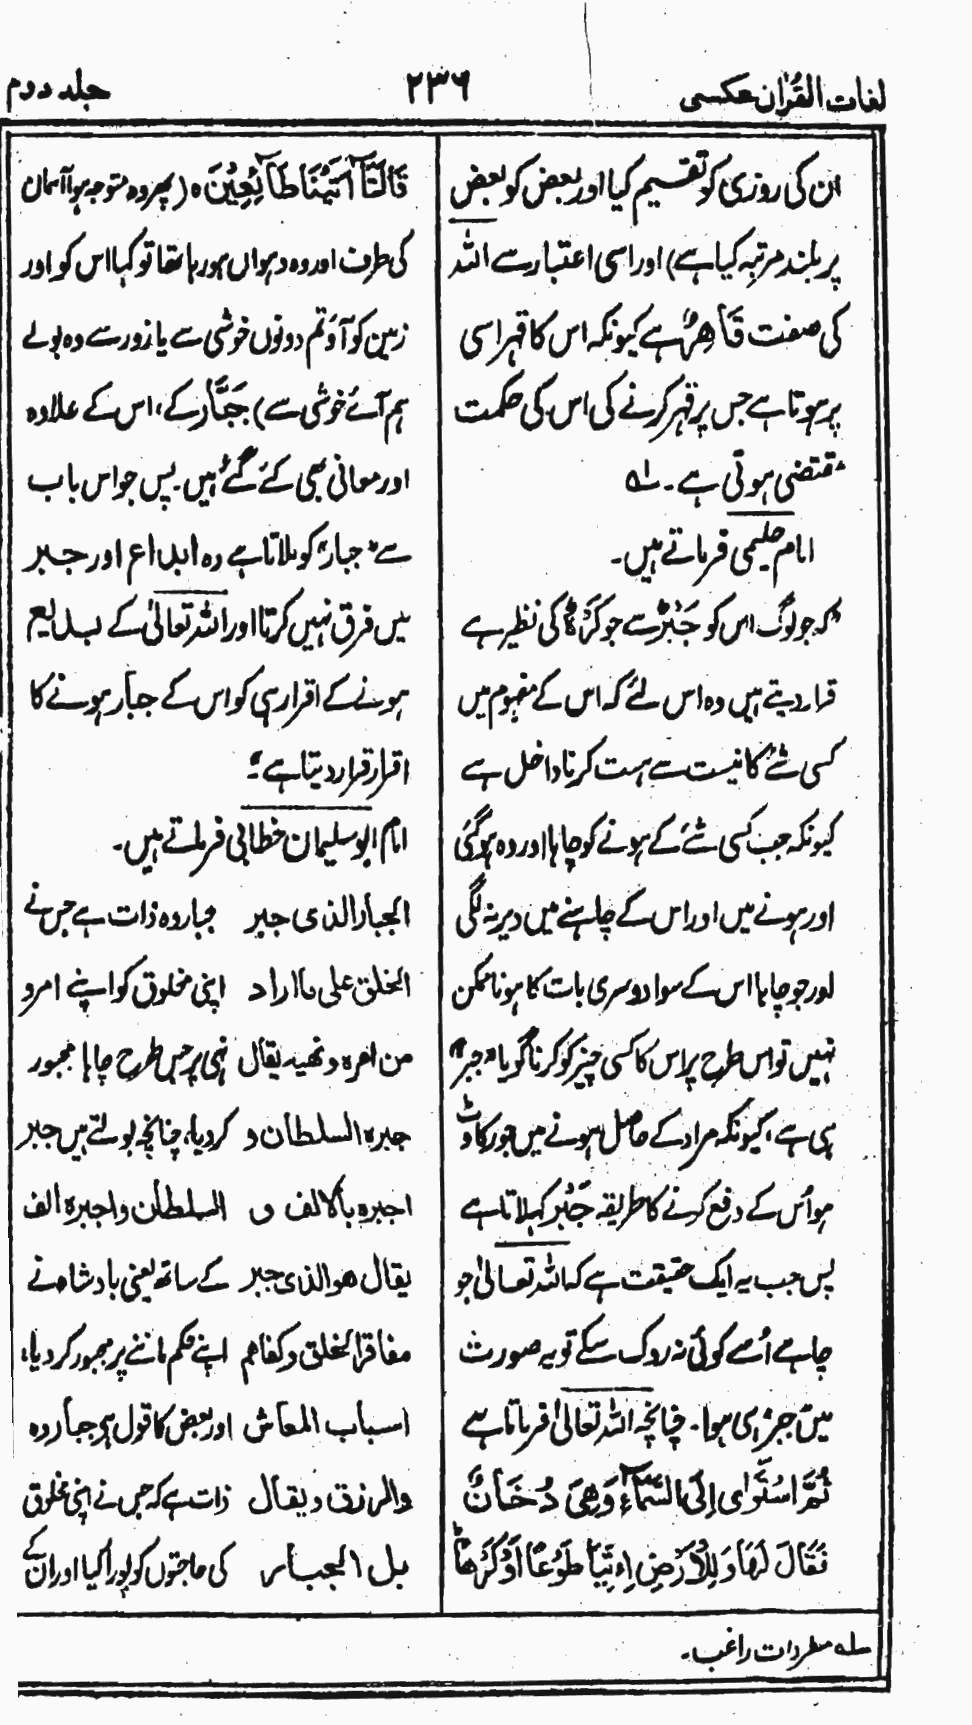 لغات القرآن عکسی
۲۳۶
جلد دوم
ان کی روزی کو تقسیم کیا اور بعض کو بعض
پر بلند مرتبہ کیا ہے) اور اسی اعتبار سے اللہ
کی صفت قَاهِرٌ ہے کیونکہ اس کا قہر اسی
پر ہوتا ہے جس پر قہر کرنے کی اس کی حکمت
مقتضی ہوتی ہے۔ ؎۱
امام حلیمی فرماتے ہیں۔
"کہ جو لوگ اس کو جَبْرٌ سے جو کَرْهٌ کی نظیر ہے
قرار دیتے ہیں وہ اس لئے کہ اس کے مفہوم میں
کسی شئے کا نیست سے ہست کرنا داخل ہے
کیونکہ جب کسی شئے کے ہونے کو چاہا اور وہ ہو گئی
اور ہونے میں اور اس کے چاہنے میں دیر نہ لگی
اور جو چاہا اس کے سوا دوسری بات کا ہونا ممکن
نہیں تو اس طرح پر اس کا کسی چیز کو کرنا گویا "جبر"
ہی ہے، کیونکہ مراد کے حاصل ہونے میں جو رکاوٹ
ہو اُس کے دفع کرنے کا طریقہ جَبْر کہلاتا ہے
پس جب یہ ایک حقیقت ہے کہ اللہ تعالیٰ جو
چاہے اُسے کوئی نہ روک سکے تو یہ صورت
میں جبر ہی ہوا۔ چنانچہ اللہ تعالیٰ فرماتا ہے
ثُمَّ اسْتَوٰى اِلَى السَّمَآءِ وَهِىَ دُخَانٌ
فَقَالَ لَهَا وَلِلْاَرْضِ ائْتِيَا طَوْعًا اَوْ كَرْهًا
قَالَتَآ اَتَيْنَا طَآئِعِيْنَ ہ (پھر وہ متوجہ ہوا آسمان
کی طرف اور وہ دھواں ہو رہا تھا تو کہا اس کو اور
زمین کو آؤ تم دونوں خوشی سے یا زور سے وہ بولے
ہم آئے خوشی سے) جَبَّار کے، اس کے علاوہ
اور معانی بھی کئے گئے ہیں۔ پس جو اس باب
سے "جبار" کو ملاتا ہے وہ ابداع اور جبر
میں فرق نہیں کرتا اور اللہ تعالیٰ کے بدیع
ہونے کے اقرار ہی کو اس کے جبار ہونے کا
اقرار قرار دیتا ہے"۔
امام ابو سلیمان خطابی فرماتے ہیں۔
الجبار الذی جبر جبار وہ ذات ہے جس نے
الخلق علی ما اراد اپنی مخلوق کو اپنے امر و
من امرہ و نھیہ یقال نہی پر جس طرح چاہا مجبور
جبرہ السلطان و کر دیا، چنانچہ بولتے ہیں جبر
اجبرہ بالالف و السلطان و اجبرہ الف
یقال ھو الذی جبر کے ساتھ یعنی بادشاہ نے
مفاقر الخلق و کفاھم اپنے حکم ماننے پر مجبور کر دیا،
اسباب المعاش اور بعض کا قول ہے جبار وہ
والرزق و یقال ذات ہے کہ جس نے اپنی مخلوق
بل الجبار کی حاجتوں کو پورا کیا اور ان کے
؎۱ مفردات راغب۔